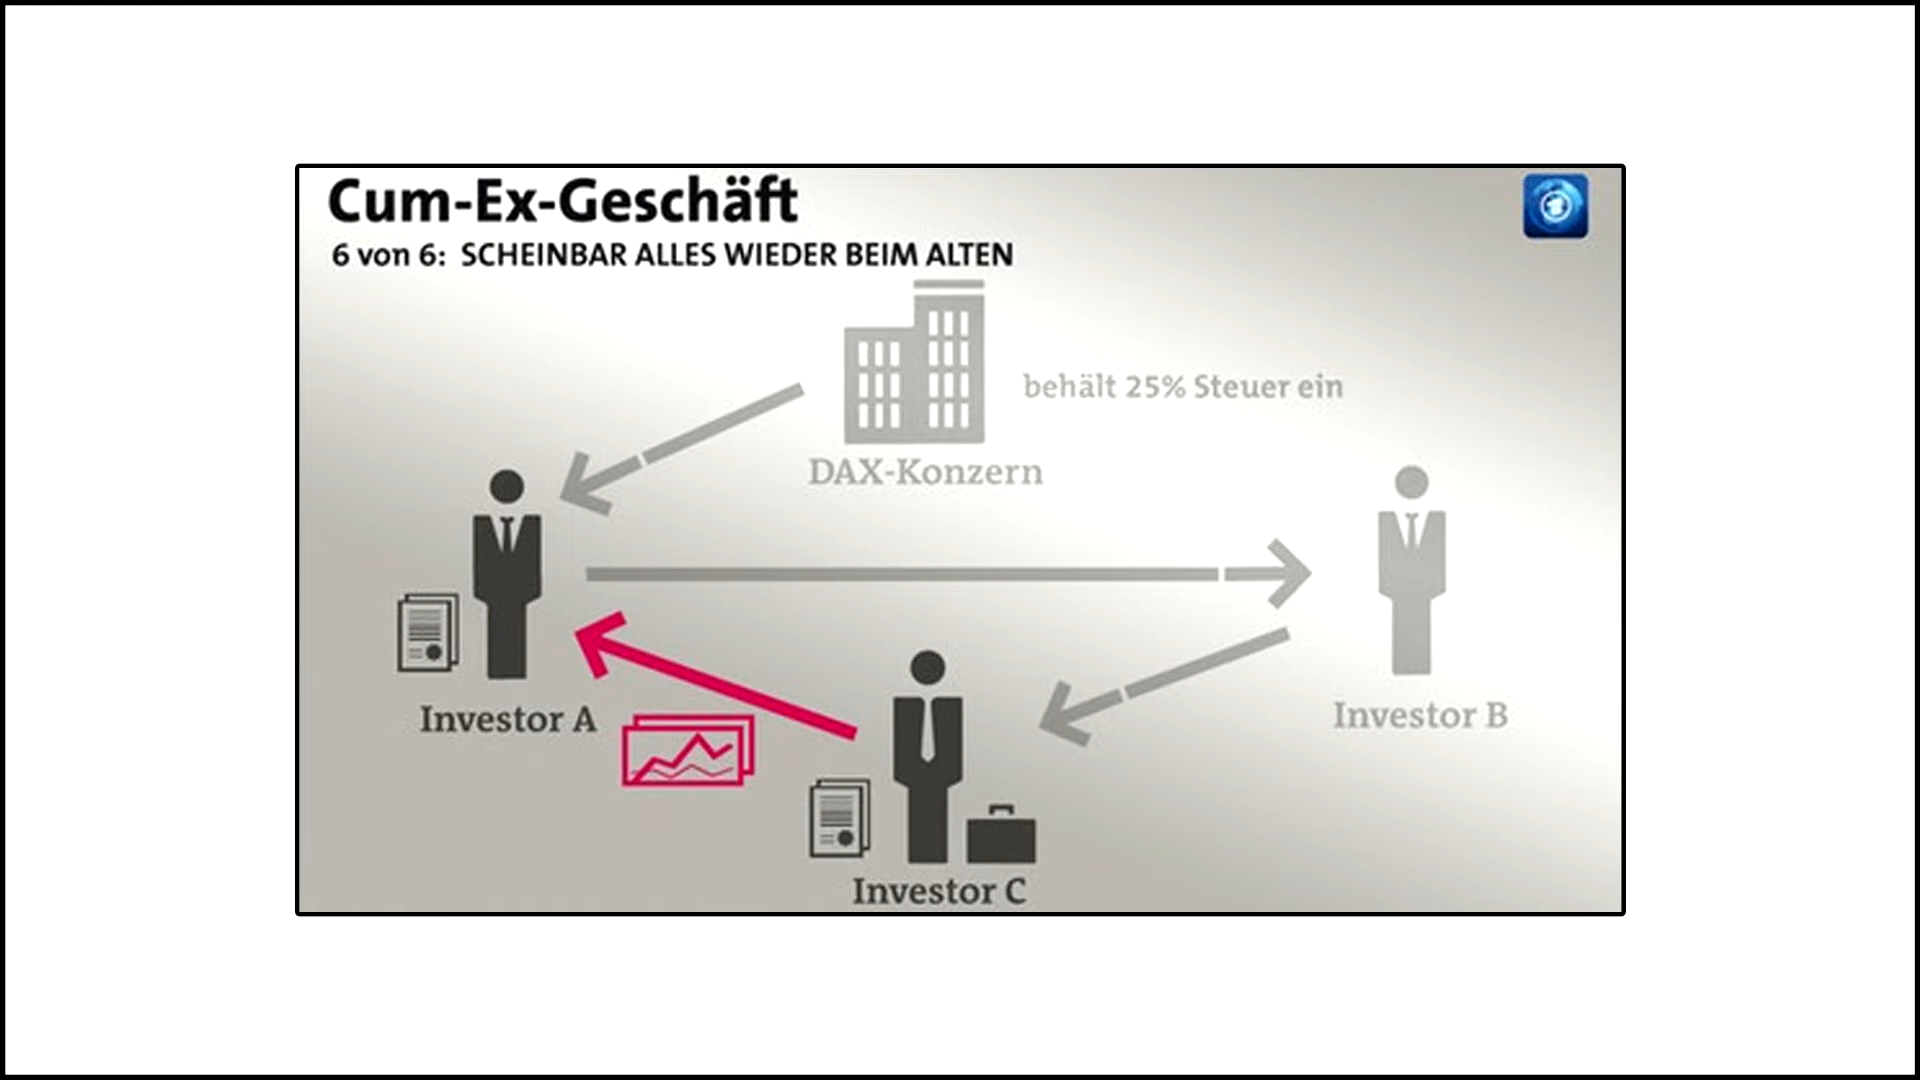 Cum-Ex-Geschäft
6 von 6: SCHEINBAR ALLES WIEDER BEIM ALTEN
behält 25% Steuer ein
DAX-Konzern
Investor A
Investor B
Investor C